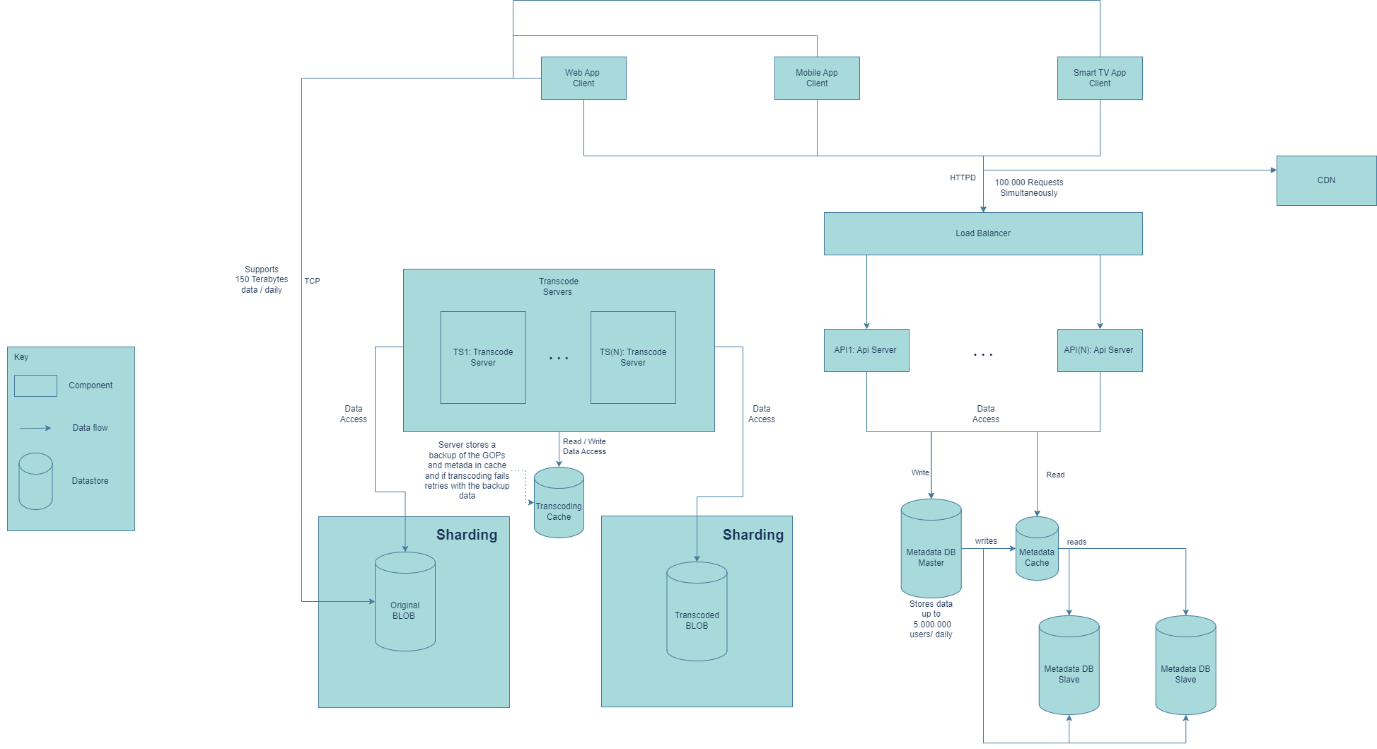 Web App
Client
Mobile App
Client
Smart TV App
Client
HTTPD
100.000 Requests
Simultaneously
CDN
Load Balancer
Supports
150 Terabytes
data / daily
TCP
Transcode
Servers
TS1: Transcode
Server
. . .
TS(N): Transcode
Server
API1: Api Server
. . .
API(N): Api Server
Key
Component
Data flow
Datastore
Data
Access
Data
Access
Data
Access
Server stores a
backup of the GOPs
and metada in cache
and if transcoding fails
retries with the backup
data
Read / Write
Data Access
Transcoding
Cache
Write
Read
Sharding
Original
BLOB
Sharding
Transcoded
BLOB
Metadata DB
Master
writes
Metadata
Cache
reads
Stores data
up to
5.000.000
users/ daily
Metadata DB
Slave
Metadata DB
Slave